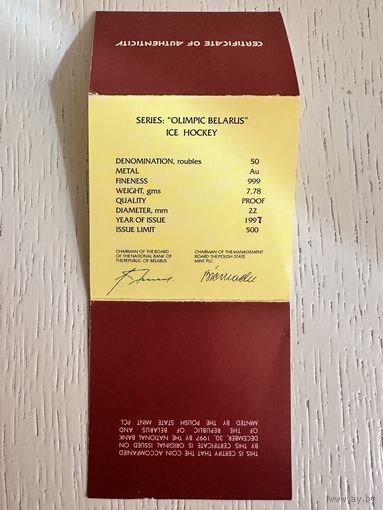 CERTIFICATE OF AUTHENTICITY
SERIES: "OLIMPIC BELARUS"
ICE HOCKEY
DENOMINATION, roubles 50
METAL Au
FINENESS 999
WEIGHT, gms 7,78
QUALITY PROOF
DIAMETER, mm 22
YEAR OF ISSUE 1997
ISSUE LIMIT 500
CHAIRMAN OF THE BOARD
OF THE NATIONAL BANK OF
THE REPUBLIC OF BELARUS
CHAIRMAN OF THE MANAGEMENT
BOARD THE POLISH STATE
MINT PLC
THIS IS CERTIFY THAT THE COIN ACCOMPANIED
BY THIS CERTIFICATE IS ORIGINAL ISSUED ON
DECEMBER, 30, 1997 BY THE NATIONAL BANK
OF THE REPUBLIC OF BELARUS AND
MINTED BY THE POLISH STATE MINT PCL